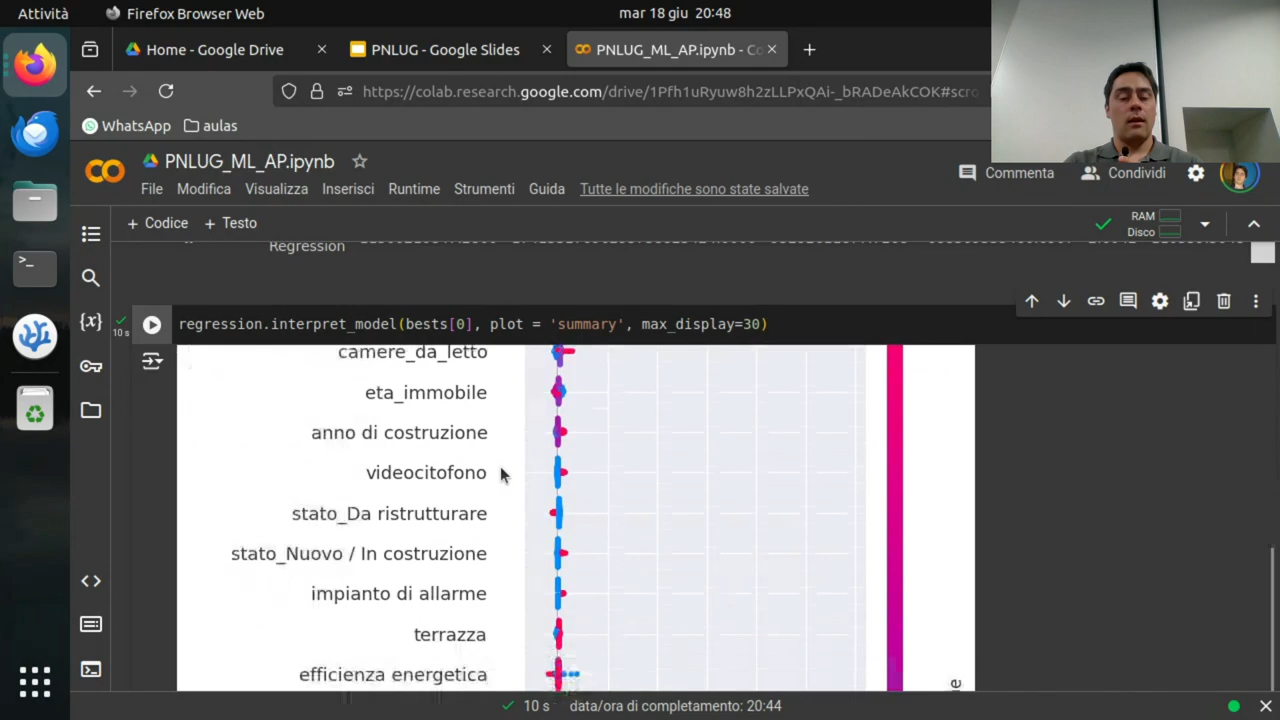 Attività
Firefox Browser Web
mar 18 giu 20:48
Home - Google Drive
PNLUG - Google Slides
PNLUG_ML_AP.ipynb - Co
https://colab.research.google.com/drive/1Pfh1uRyuw8h2zLLPxQAi-_bRADeAkCOK#scro
WhatsApp
aulas
PNLUG_ML_AP.ipynb
File Modifica Visualizza Inserisci Runtime Strumenti Guida Tutte le modifiche sono state salvate
Commenta
Condividi
+ Codice + Testo
RAM
Disco
Regression
10 s
regression.interpret_model(bests[0], plot = 'summary', max_display=30)
camere_da_letto
eta_immobile
anno di costruzione
videocitofono
stato_Da ristrutturare
stato_Nuovo / In costruzione
impianto di allarme
terrazza
efficienza energetica
10 s data/ora di completamento: 20:44